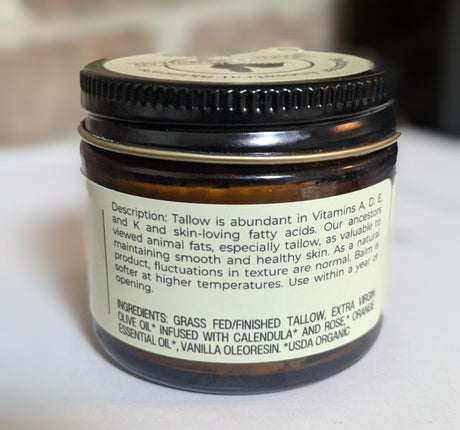 Description: Tallow is abundant in Vitamins A, D, E,
and K and skin-loving fatty acids. Our ancestors
viewed animal fats, especially tallow, as valuable to
maintaining smooth and healthy skin. As a natural
product, fluctuations in texture are normal. Balm is
softer at higher temperatures. Use within a year of
opening.
INGREDIENTS: GRASS FED/FINISHED TALLOW, EXTRA VIRGIN
OLIVE OIL* INFUSED WITH CALENDULA* AND ROSE,* ORANGE
ESSENTIAL OIL*, VANILLA OLEORESIN. *USDA ORGANIC